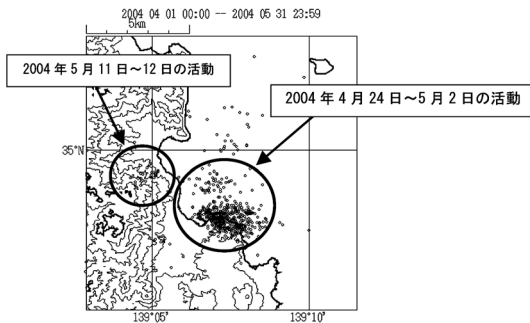 2004 04 01 00:00 -- 2004 05 31 23:59
5km
2004 年 5 月 11 日～12 日の活動
2004 年 4 月 24 日～5 月 2 日の活動
35°N
139°05'
139°10'